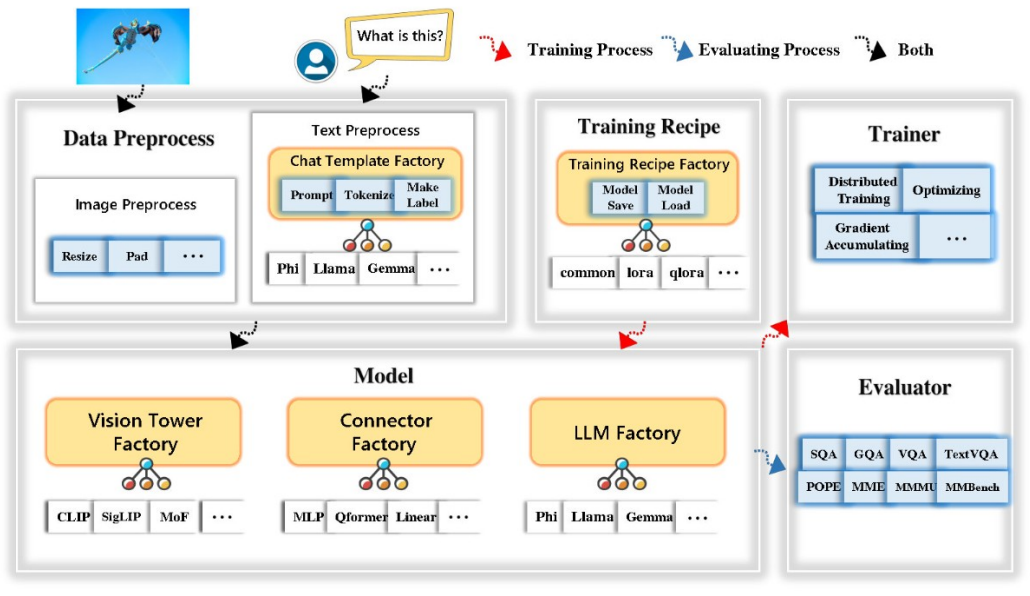 What is this?
Training Process
Evaluating Process
Both
Data Preprocess
Image Preprocess
Resize
Pad
...
Text Preprocess
Chat Template Factory
Prompt
Tokenize
Make
Label
Phi
Llama
Gemma
...
Training Recipe
Training Recipe Factory
Model
Save
Model
Load
common
lora
qlora
...
Trainer
Distributed
Training
Optimizing
Gradient
Accumulating
...
Model
Vision Tower
Factory
CLIP
SigLIP
MoF
...
Connector
Factory
MLP
Qformer
Linear
...
LLM Factory
Phi
Llama
Gemma
...
Evaluator
SQA
GQA
VQA
TextVQA
POPE
MME
MMMU
MMBench